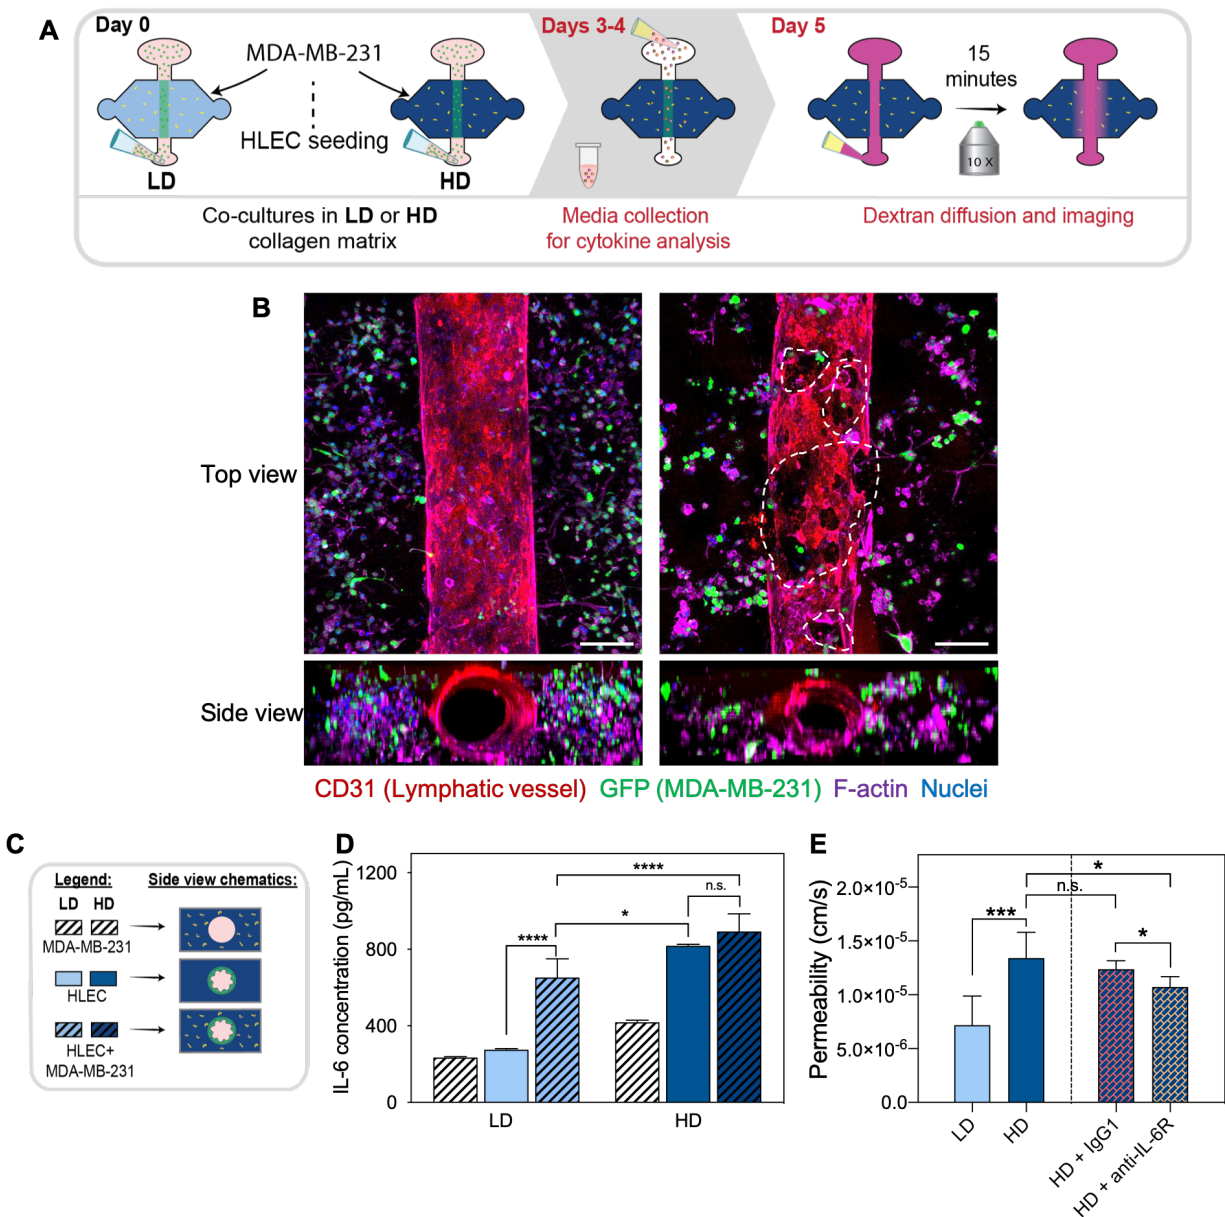 A
Day 0
Days 3-4
Day 5
MDA-MB-231
HLEC seeding
LD
HD
15
minutes
10 X
Co-cultures in LD or HD
collagen matrix
Media collection
for cytokine analysis
Dextran diffusion and imaging
B
Top view
Side view
CD31 (Lymphatic vessel) GFP (MDA-MB-231) F-actin Nuclei
C
Legend:
Side view chematics:
LD HD
MDA-MB-231
HLEC
HLEC+
MDA-MB-231
D
IL-6 concentration (pg/mL)
1200
800
400
0
****
*
****
n.s.
LD
HD
E
Permeability (cm/s)
2.0×10-5
1.5×10-5
1.0×10-5
5.0×10-6
0.0
***
n.s.
*
*
LD
HD
HD + IgG1
HD + anti-IL-6R